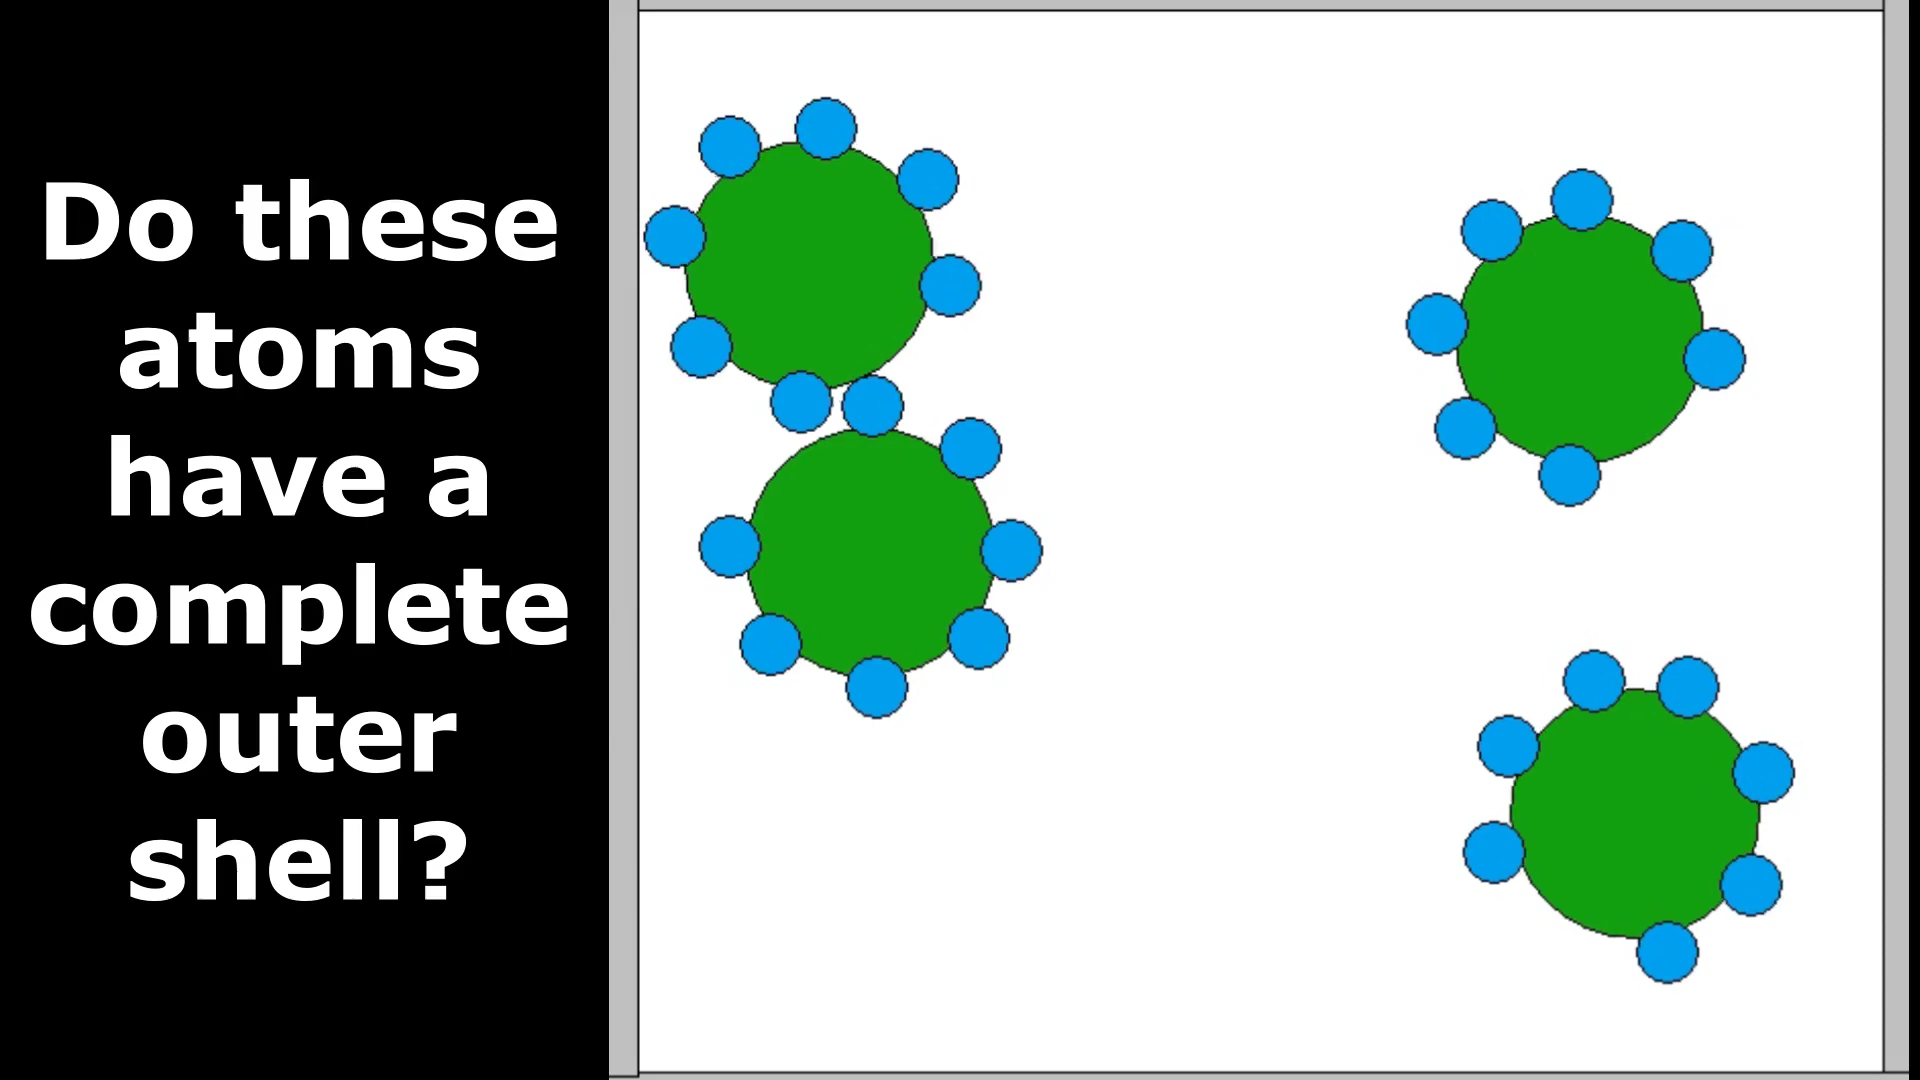 Do these
atoms
have a
complete
outer
shell?